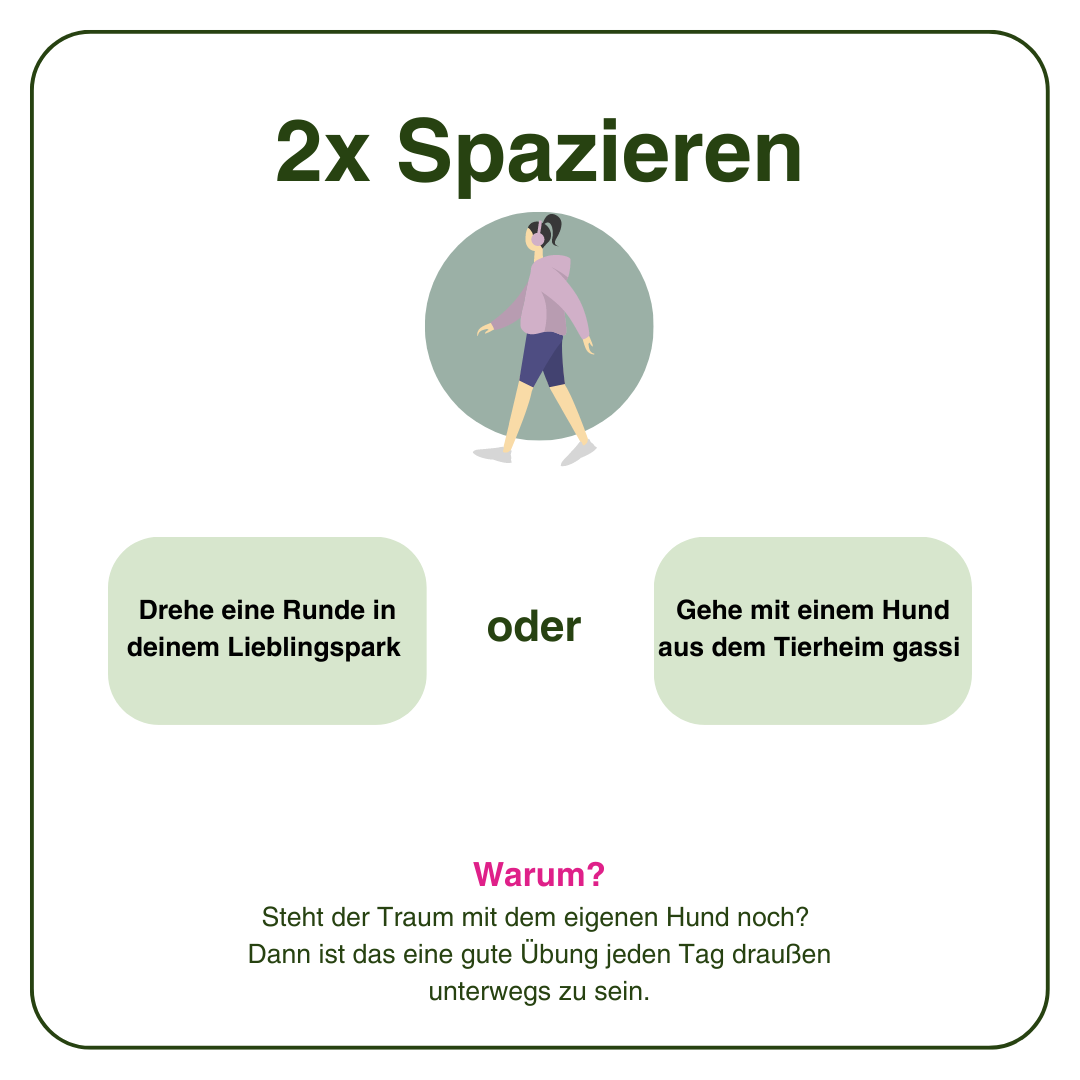 2x Spazieren
Drehe eine Runde in
deinem Lieblingspark
oder
Gehe mit einem Hund
aus dem Tierheim gassi
Warum?
Steht der Traum mit dem eigenen Hund noch?
Dann ist das eine gute Übung jeden Tag draußen
unterwegs zu sein.